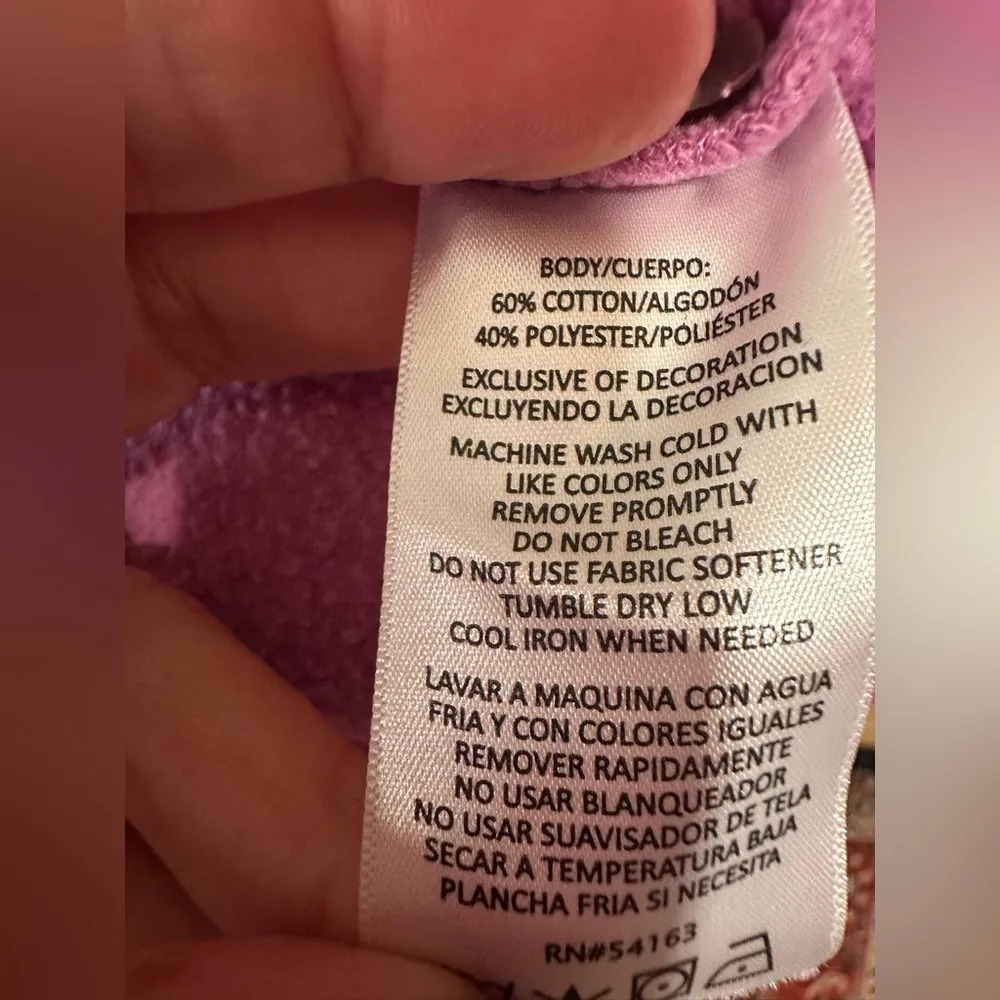 BODY/CUERPO:
60% COTTON/ALGODÓN
40% POLYESTER/POLIÉSTER
EXCLUSIVE OF DECORATION
EXCLUYENDO LA DECORACION
MACHINE WASH COLD WITH
LIKE COLORS ONLY
REMOVE PROMPTLY
DO NOT BLEACH
DO NOT USE FABRIC SOFTENER
TUMBLE DRY LOW
COOL IRON WHEN NEEDED
LAVAR A MAQUINA CON AGUA
FRIA Y CON COLORES IGUALES
REMOVER RAPIDAMENTE
NO USAR BLANQUEADOR
NO USAR SUAVISADOR DE TELA
SECAR A TEMPERATURA BAJA
PLANCHA FRIA SI NECESITA
RN#54163